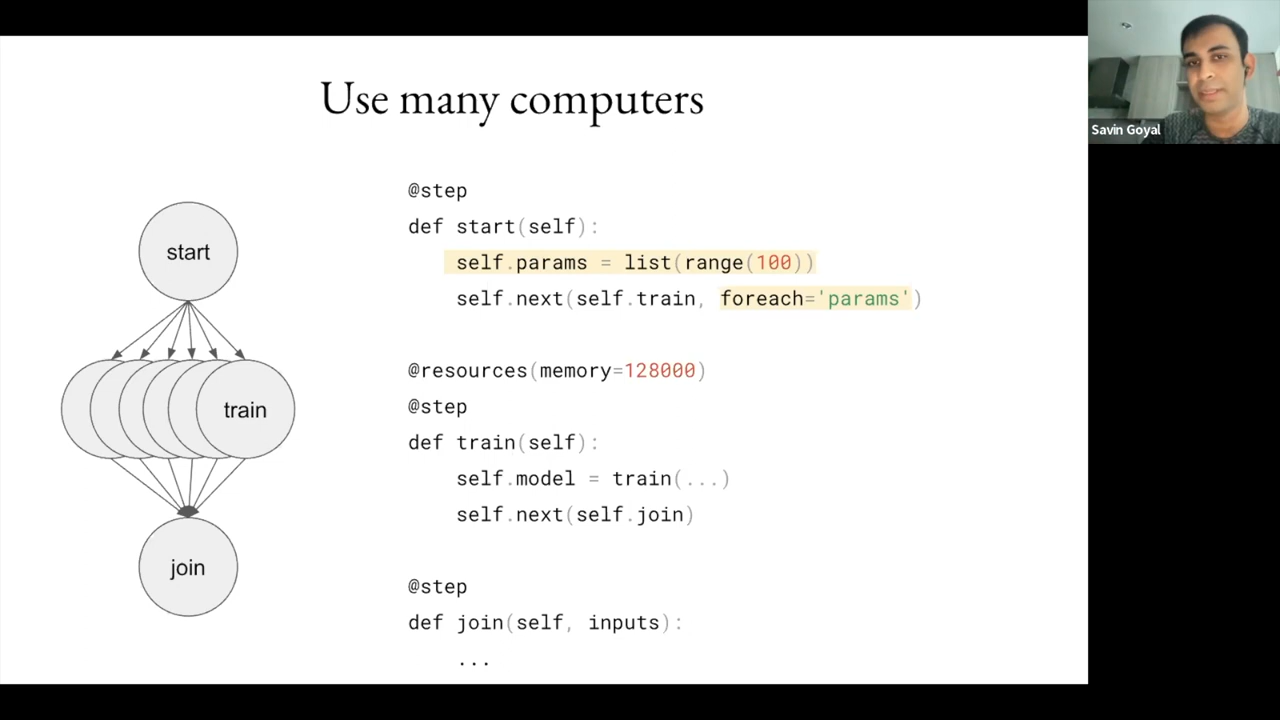 Use many computers
Savin Goyal
start
train
join
@step
def start(self):
    self.params = list(range(100))
    self.next(self.train, foreach='params')
@resources(memory=128000)
@step
def train(self):
    self.model = train(...)
    self.next(self.join)
@step
def join(self, inputs):
    ...